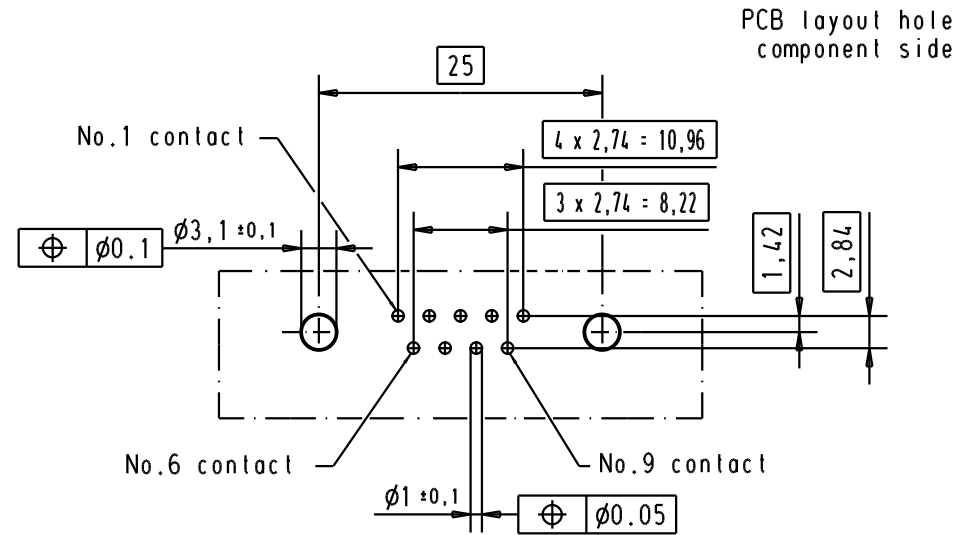 PCB layout hole
component side
25
No.1 contact
4 x 2,74 = 10,96
3 x 2,74 = 8,22
Ø0.1
Ø3,1 ±0,1
1,42
2,84
No.6 contact
No.9 contact
Ø1 ±0,1
Ø0.05